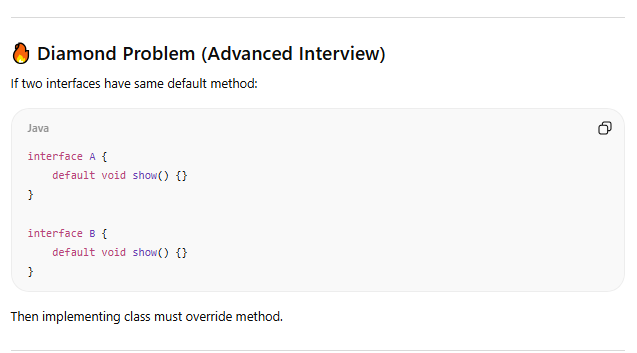 🔥 Diamond Problem (Advanced Interview)
If two interfaces have same default method:
Java
interface A {
    default void show() {}
}
interface B {
    default void show() {}
}
Then implementing class must override method.